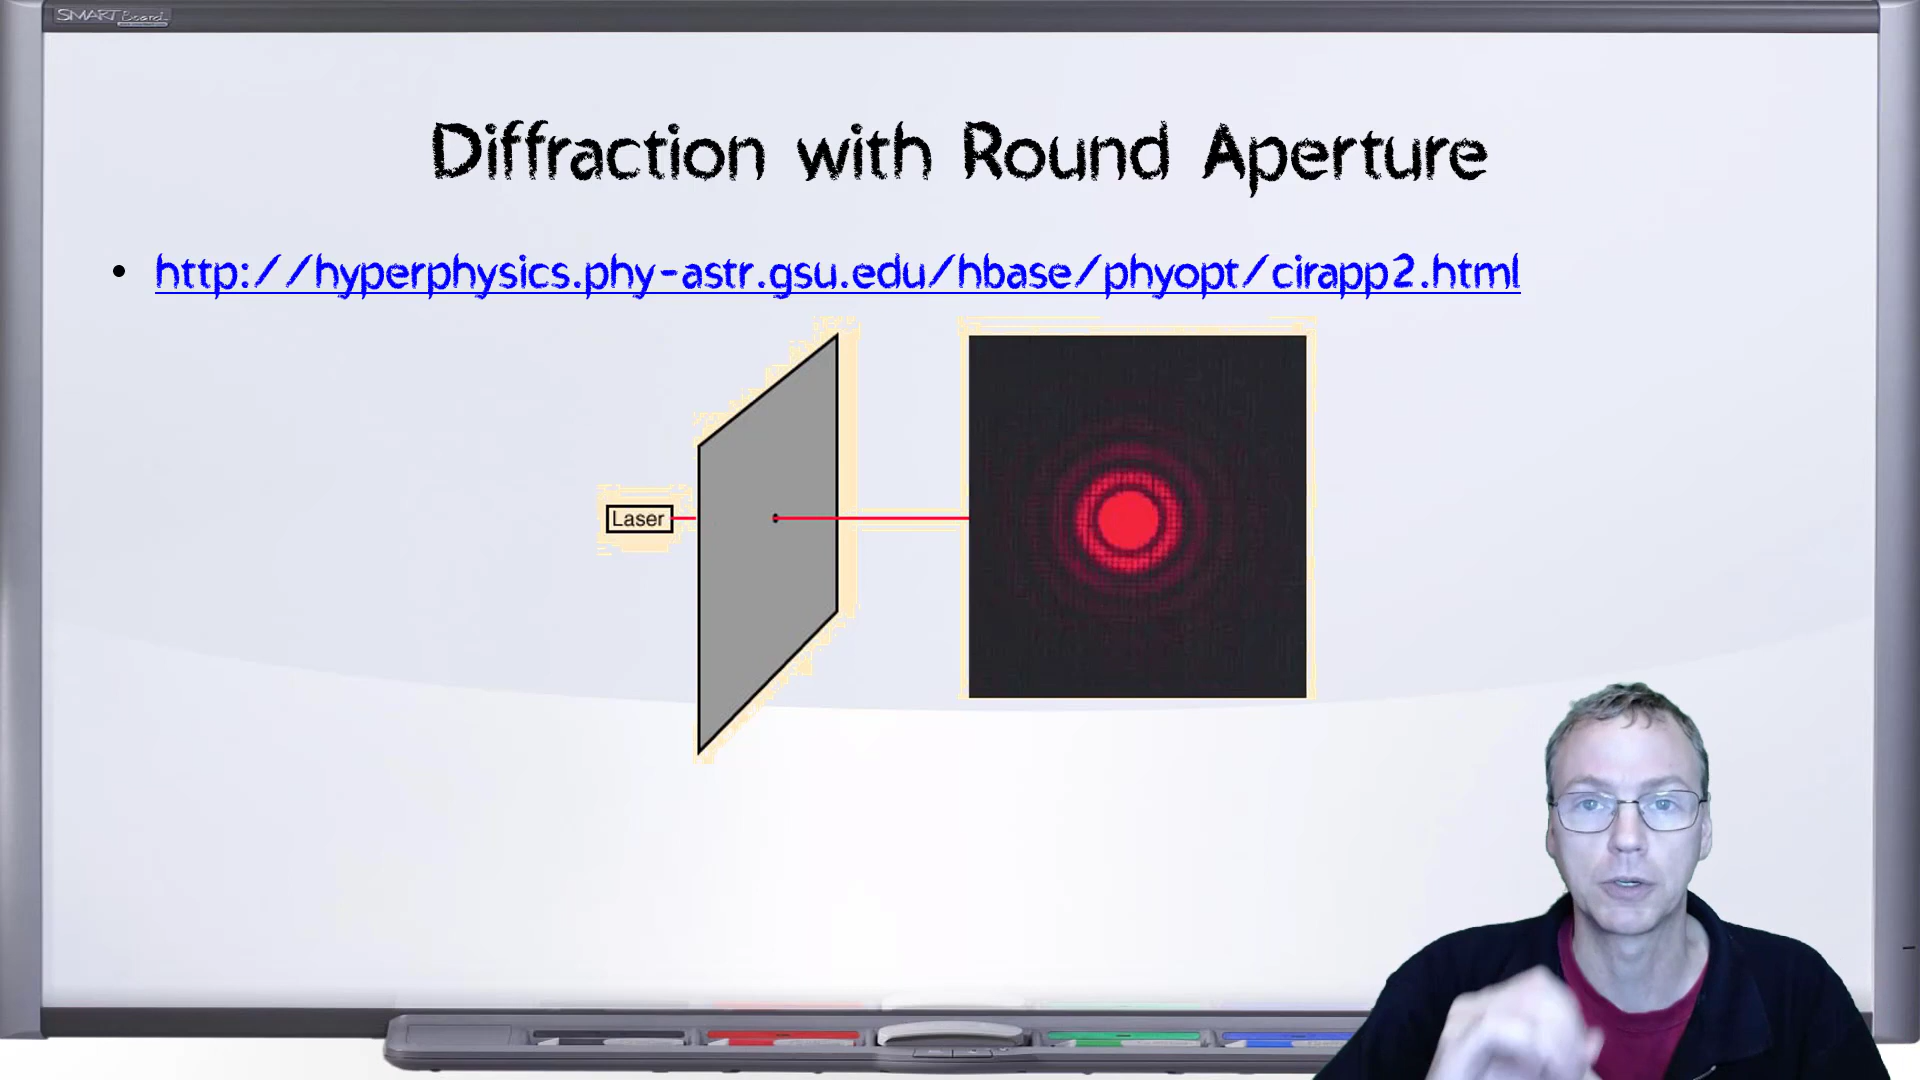 SMART Board
Diffraction with Round Aperture
• http://hyperphysics.phy-astr.gsu.edu/hbase/phyopt/cirapp2.html
Laser